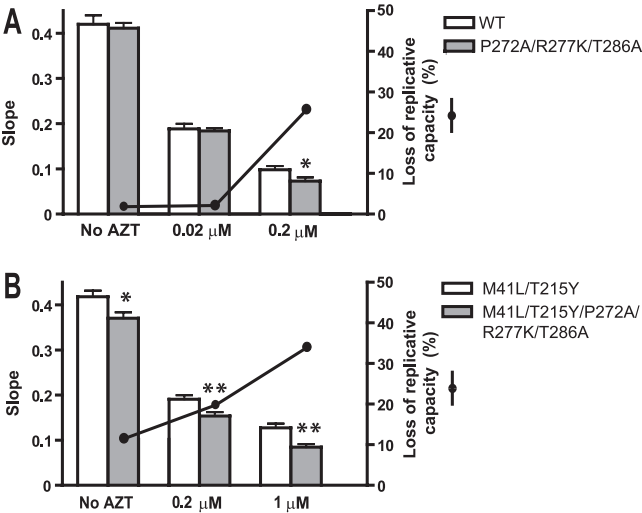 A
Slope
0.4
0.2
0.1
0
No AZT
0.02 µM
0.2 µM
*
50
40
30
20
10
0
Loss of replicative
capacity (%)
WT
P272A/R277K/T286A
B
Slope
0.4
0.3
0.2
0.1
0
No AZT
0.2 µM
1 µM
*
**
**
50
40
30
20
10
0
Loss of replicative
capacity (%)
M41L/T215Y
M41L/T215Y/P272A/
R277K/T286A